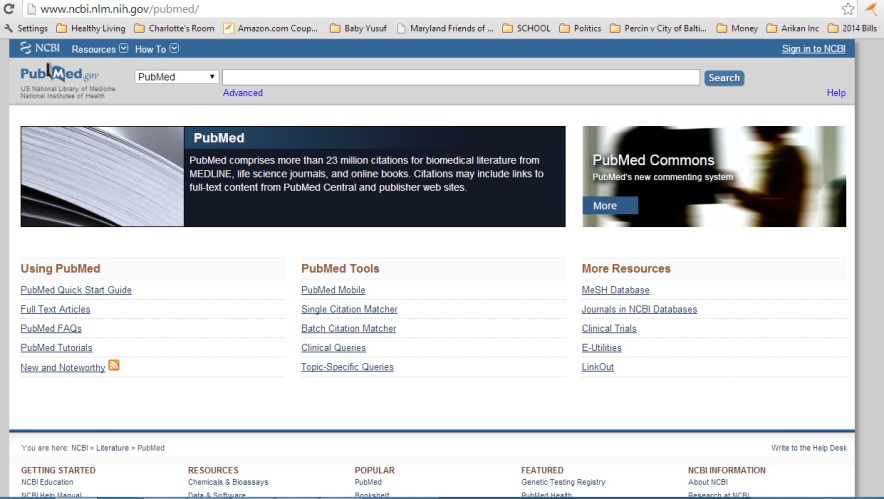 www.ncbi.nlm.nih.gov/pubmed/
Settings Healthy Living Charlotte's Room Amazon.com Coup... Baby Yusuf Maryland Friends of ... SCHOOL Politics Percin v City of Balti... Money Arikan Inc 2014 Bills
NCBI Resources How To Sign in to NCBI
PubMed.gov
US National Library of Medicine
National Institutes of Health
PubMed Search
Advanced Help
PubMed
PubMed comprises more than 23 million citations for biomedical literature from
MEDLINE, life science journals, and online books. Citations may include links to
full-text content from PubMed Central and publisher web sites.
PubMed Commons
PubMed's new commenting system
More
Using PubMed
PubMed Quick Start Guide
Full Text Articles
PubMed FAQs
PubMed Tutorials
New and Noteworthy
PubMed Tools
PubMed Mobile
Single Citation Matcher
Batch Citation Matcher
Clinical Queries
Topic-Specific Queries
More Resources
MeSH Database
Journals in NCBI Databases
Clinical Trials
E-Utilities
LinkOut
You are here: NCBI > Literature > PubMed Write to the Help Desk
GETTING STARTED
NCBI Education
NCBI Help Manual
RESOURCES
Chemicals & Bioassays
Data & Software
POPULAR
PubMed
Bookshelf
FEATURED
Genetic Testing Registry
PubMed Health
NCBI INFORMATION
About NCBI
Research at NCBI